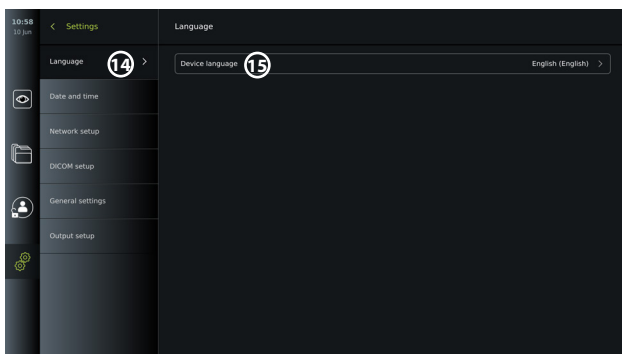 10:58
10 Jun
Settings
Language
Language
14
Device language
15
English (English)
Date and time
Network setup
DICOM setup
General settings
Output setup